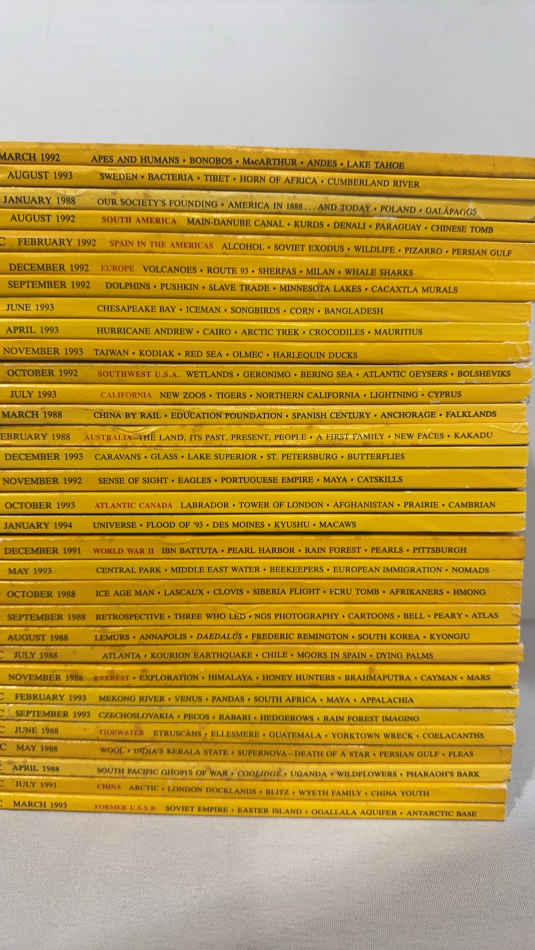 MARCH 1992 APES AND HUMANS • BONOBOS • MacARTHUR • ANDES • LAKE TAHOE
AUGUST 1993 SWEDEN • BACTERIA • TIBET • HORN OF AFRICA • CUMBERLAND RIVER
JANUARY 1988 OUR SOCIETY'S FOUNDING • AMERICA IN 1888 . . . AND TODAY • POLAND • GALÁPAGOS
AUGUST 1992 SOUTH AMERICA MAIN-DANUBE CANAL • KURDS • DENALI • PARAGUAY • CHINESE TOMB
C FEBRUARY 1992 SPAIN IN THE AMERICAS ALCOHOL • SOVIET EXODUS • WILDLIFE • PIZARRO • PERSIAN GULF
DECEMBER 1992 EUROPE VOLCANOES • ROUTE 93 • SHERPAS • MILAN • WHALE SHARKS
SEPTEMBER 1992 DOLPHINS • PUSHKIN • SLAVE TRADE • MINNESOTA LAKES • CACAXTLA MURALS
JUNE 1993 CHESAPEAKE BAY • ICEMAN • SONGBIRDS • CORN • BANGLADESH
APRIL 1993 HURRICANE ANDREW • CAIRO • ARCTIC TREK • CROCODILES • MAURITIUS
NOVEMBER 1993 TAIWAN • KODIAK • RED SEA • OLMEC • HARLEQUIN DUCKS
OCTOBER 1992 SOUTHWEST U.S.A. WETLANDS • GERONIMO • BERING SEA • ATLANTIC GEYSERS • BOLSHEVIKS
JULY 1993 CALIFORNIA NEW ZOOS • TIGERS • NORTHERN CALIFORNIA • LIGHTNING • CYPRUS
MARCH 1988 CHINA BY RAIL • EDUCATION FOUNDATION • SPANISH CENTURY • ANCHORAGE • FALKLANDS
EBRUARY 1988 AUSTRALIA—THE LAND, ITS PAST, PRESENT, PEOPLE • A FIRST FAMILY • NEW FACES • KAKADU
DECEMBER 1993 CARAVANS • GLASS • LAKE SUPERIOR • ST. PETERSBURG • BUTTERFLIES
NOVEMBER 1992 SENSE OF SIGHT • EAGLES • PORTUGUESE EMPIRE • MAYA • CATSKILLS
OCTOBER 1993 ATLANTIC CANADA LABRADOR • TOWER OF LONDON • AFGHANISTAN • PRAIRIE • CAMBRIAN
JANUARY 1994 UNIVERSE • FLOOD OF '93 • DES MOINES • KYUSHU • MACAWS
DECEMBER 1991 WORLD WAR II IBN BATTUTA • PEARL HARBOR • RAIN FOREST • PEARLS • PITTSBURGH
MAY 1993 CENTRAL PARK • MIDDLE EAST WATER • BEEKEEPERS • EUROPEAN IMMIGRATION • NOMADS
OCTOBER 1988 ICE AGE MAN • LASCAUX • CLOVIS • SIBERIA FLIGHT • TOMB • AFRIKANERS • HMONG
SEPTEMBER 1988 RETROSPECTIVE • THREE WHO LED • NGS PHOTOGRAPHY • CARTOONS • BELL • PEARY • ATLAS
AUGUST 1988 LEMURS • ANNAPOLIS • DAEDALUS • FREDERIC REMINGTON • SOUTH KOREA • KYONGJU
JULY 1988 ATLANTA • KOURION EARTHQUAKE • CHILE • MOORS IN SPAIN • DYING PALMS
NOVEMBER 1988 EVEREST • EXPLORATION • HIMALAYA • HONEY HUNTERS • BRAHMAPUTRA • CAYMAN • MARS
C FEBRUARY 1993 MEKONG RIVER • VENUS • PANDAS • SOUTH AFRICA • MAYA • APPALACHIA
C SEPTEMBER 1993 CZECHOSLOVAKIA • PECOS • RABARI • HEDGEROWS • RAIN FOREST IMAGING
C JUNE 1988 TIDEWATER ETRUSCANS • ELLESMERE • GUATEMALA • YORKTOWN WRECK • COELACANTHS
C MAY 1988 WOOL • INDIA'S KERALA STATE • SUPERNOVA—DEATH OF A STAR • PERSIAN GULF • FLEAS
C APRIL 1988 SOUTH PACIFIC GHOSTS OF WAR • COOLIDGE • UGANDA • WILDFLOWERS • PHARAOH'S BARK
C JULY 1991 CHINA ARCTIC • LONDON DOCKLANDS • BLITZ • WYETH FAMILY • CHINA YOUTH
C MARCH 1993 FORMER U.S.S.R. SOVIET EMPIRE • EASTER ISLAND • OGALLALA AQUIFER • ANTARCTIC BASE